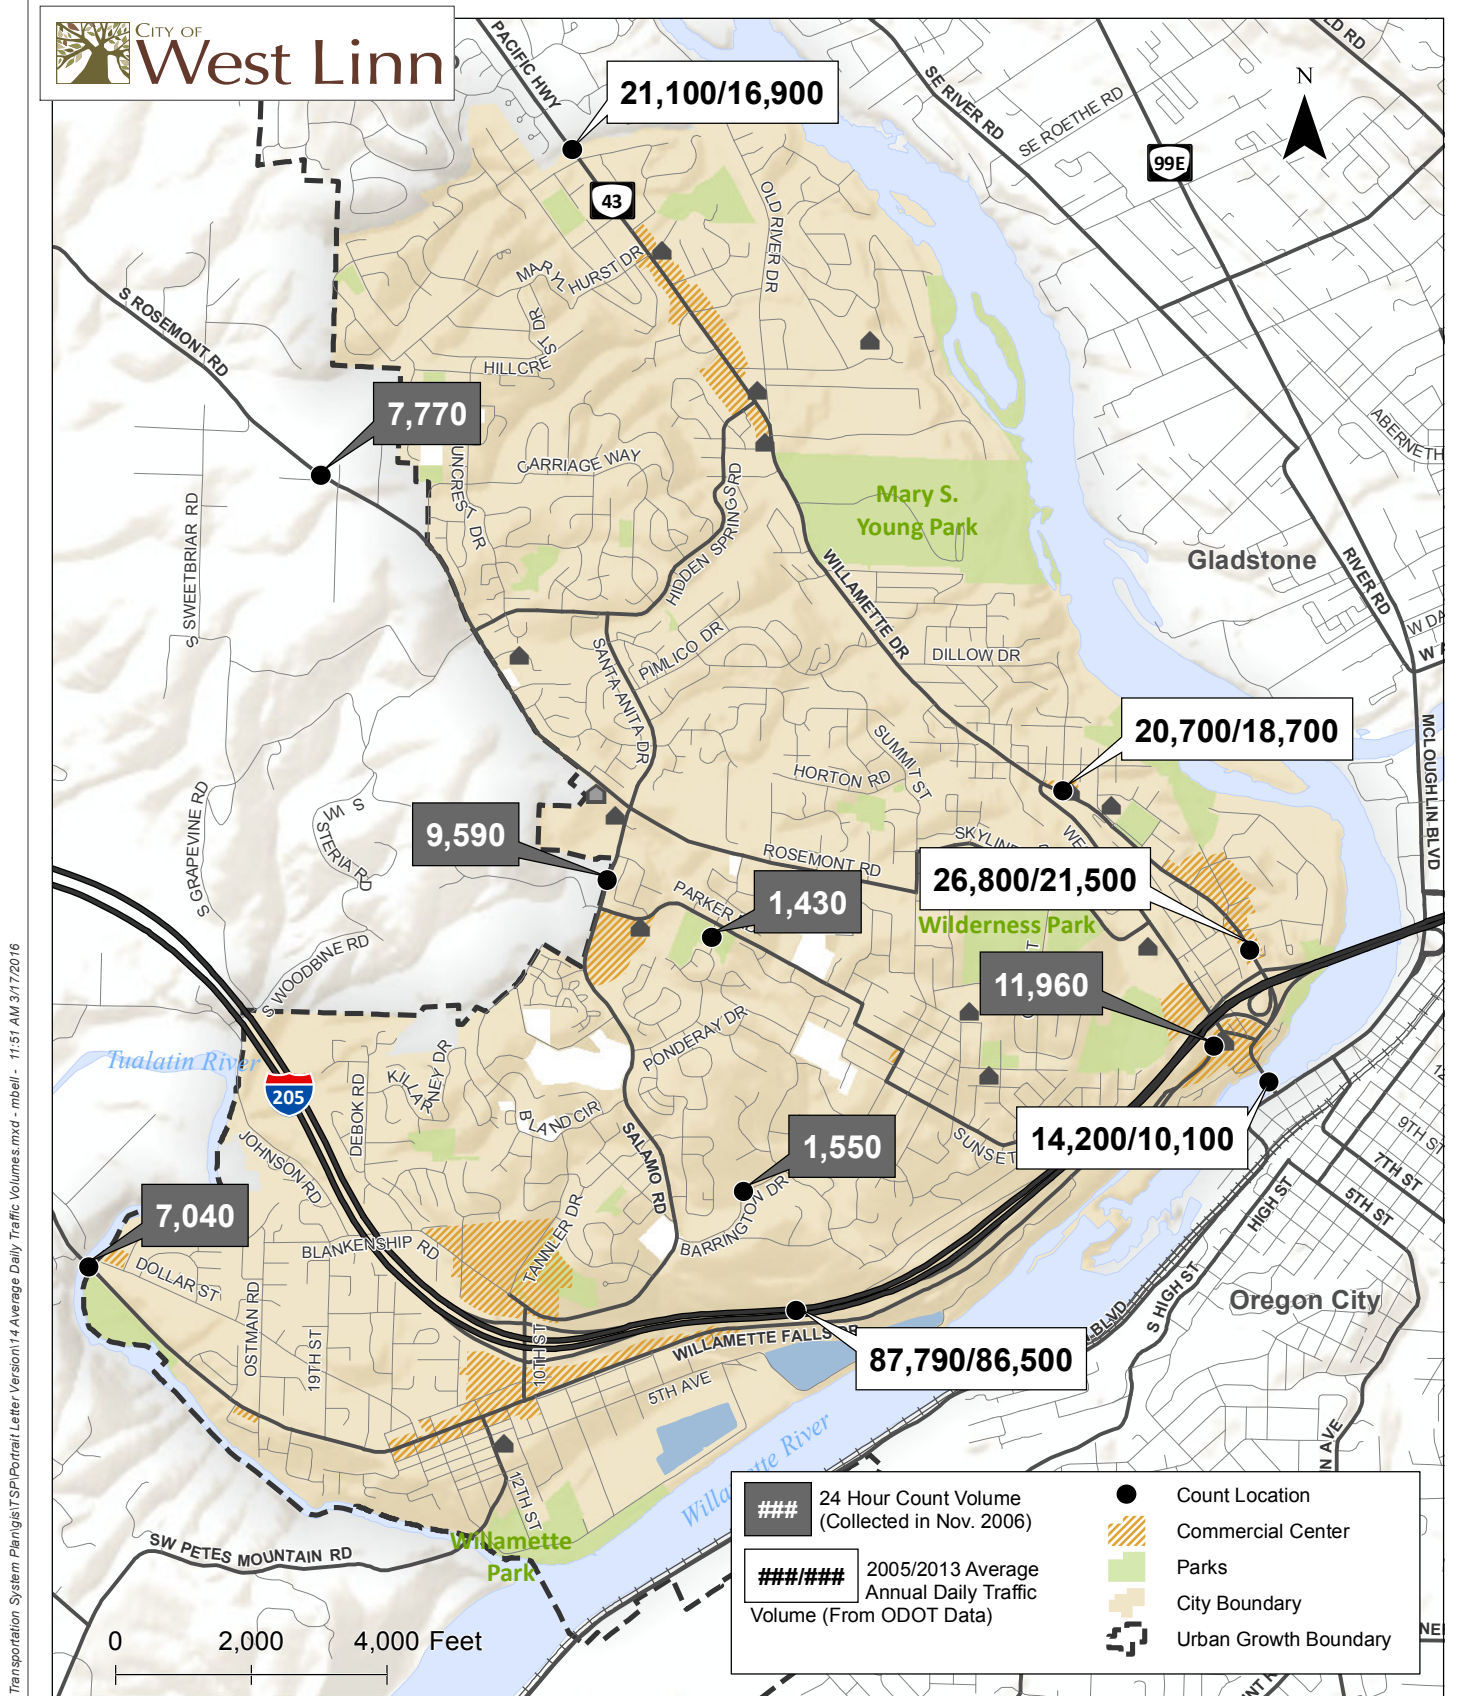 CITY OF
West Linn
PACIFIC HWY
21,100/16,900
SE RIVER RD
SE ROETHE RD
N
99E
43
OLD RIVER DR
MARYLHURST DR
S ROSEMONT RD
HILLCREST DR
7,770
CARRIAGE WAY
HIDDEN SPRINGS RD
Mary S.
Young Park
S SWEETBRIAR RD
Gladstone
RIVER RD
WILLAMETTE DR
SANTA ANITA DR
PIMLICO DR
DILLOW DR
20,700/18,700
SUMMIT ST
HORTON RD
MCLOUGHLIN BLVD
S GRAPEVINE RD
S WISTERIA RD
9,590
ROSEMONT RD
SKYLINE
26,800/21,500
PARKER
1,430
Wilderness Park
S WOODBINE RD
11,960
PONDERAY DR
Tualatin River
205
DEBOK RD
KILLARNEY DR
BLAND CIR
SALAMO RD
JOHNSON RD
SUNSET
14,200/10,100
1,550
9TH ST
7TH ST
5TH ST
HIGH ST
7,040
BARRINGTON DR
TANNLER DR
BLANKENSHIP RD
DOLLAR ST
OSTMAN RD
19TH ST
10TH ST
S HIGH ST
Oregon City
BLVD
WILLAMETTE FALLS DR
87,790/86,500
5TH AVE
12TH ST
Willamette River
Willamette
Park
SW PETES MOUNTAIN RD
### 24 Hour Count Volume
(Collected in Nov. 2006)
###/### 2005/2013 Average
Annual Daily Traffic
Volume (From ODOT Data)
Count Location
Commercial Center
Parks
City Boundary
Urban Growth Boundary
0 2,000 4,000 Feet
Transportation System Plan\gis\TSP\Portrait Letter Version\14 Average Daily Traffic Volumes.mxd - mbell - 11:51 AM 3/17/2016